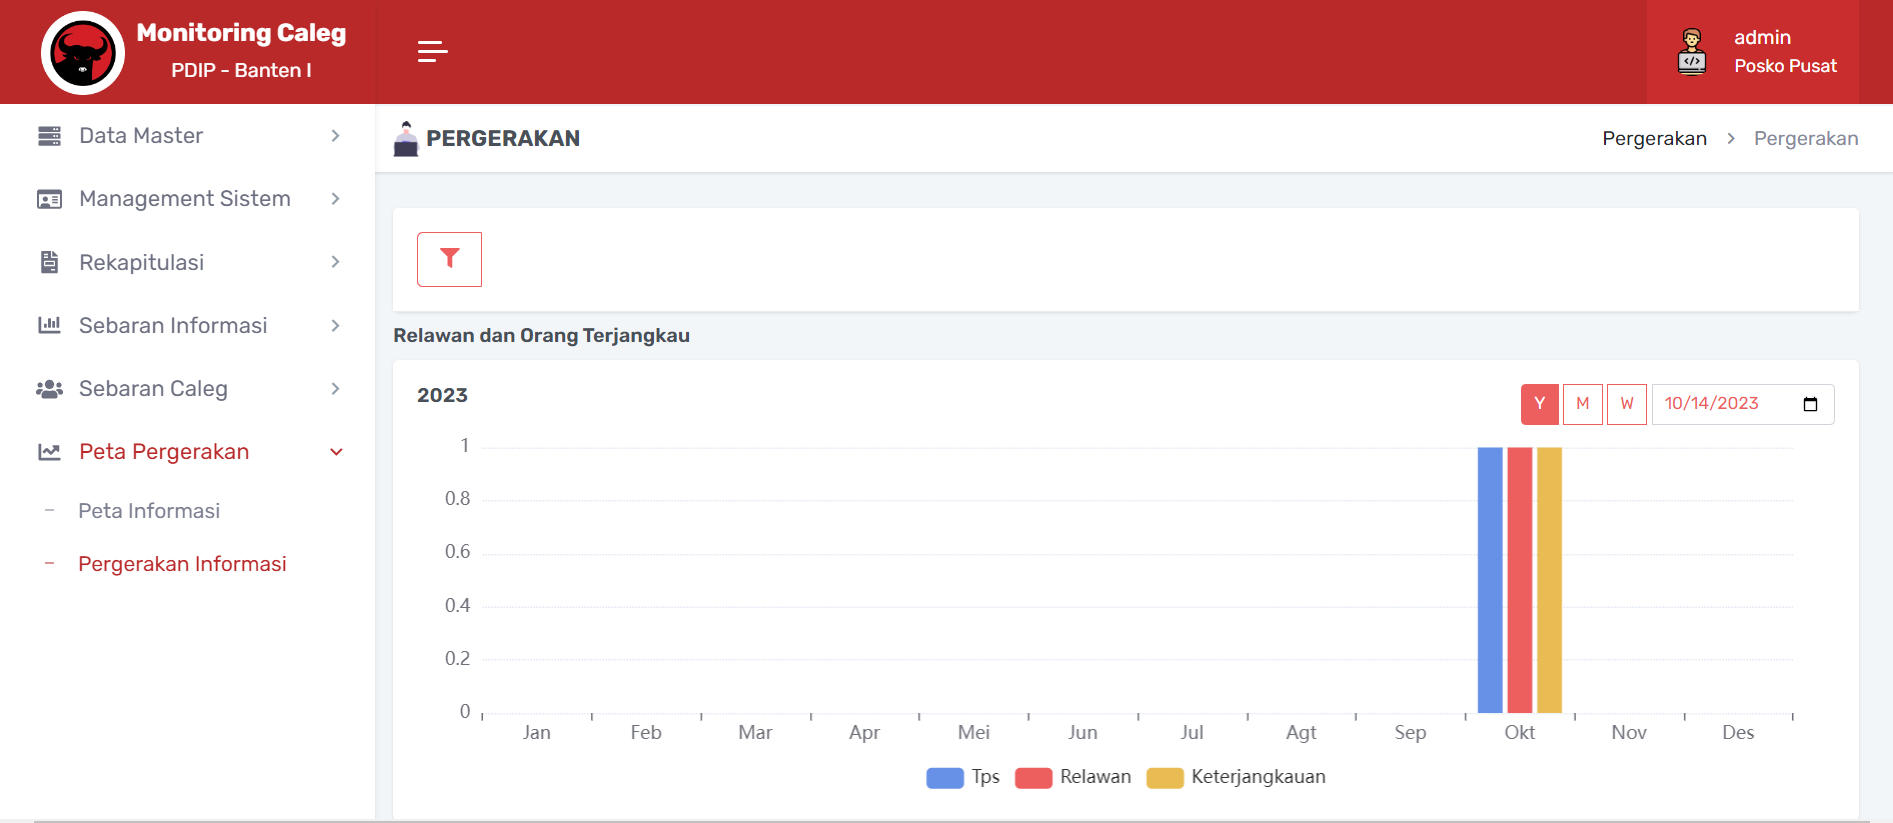 Monitoring Caleg
PDIP - Banten I
admin
Posko Pusat
Data Master
Management Sistem
Rekapitulasi
Sebaran Informasi
Sebaran Caleg
Peta Pergerakan
Peta Informasi
Pergerakan Informasi
PERGERAKAN
Pergerakan > Pergerakan
Relawan dan Orang Terjangkau
2023
Y M W 10/14/2023
1
0.8
0.6
0.4
0.2
0
Jan Feb Mar Apr Mei Jun Jul Agt Sep Okt Nov Des
Tps Relawan Keterjangkauan